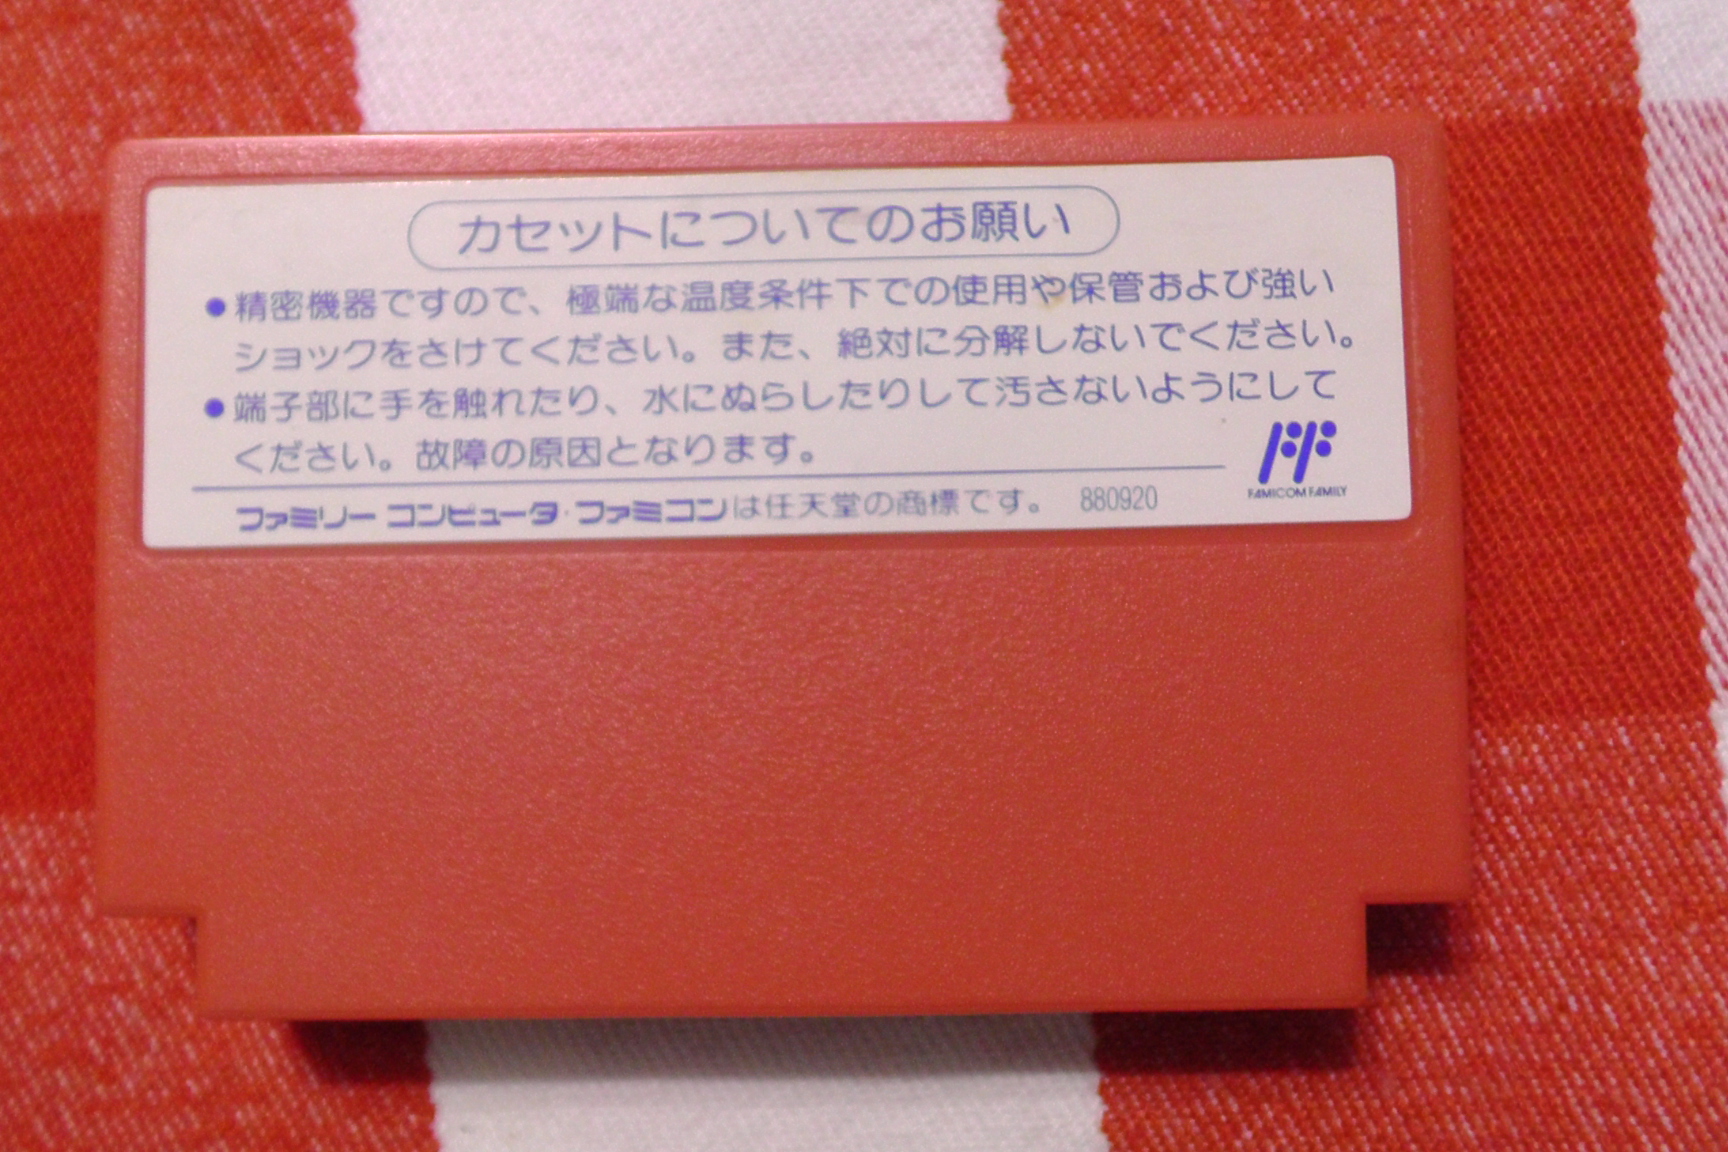 カセットについてのお願い
●精密機器ですので、極端な温度条件下での使用や保管および強い
ショックをさけてください。また、絶対に分解しないでください。
●端子部に手を触れたり、水にぬらしたりして汚さないようにして
ください。故障の原因となります。
FF
FAMICOM FAMILY
ファミリーコンピュータ・ファミコンは任天堂の商標です。 880920